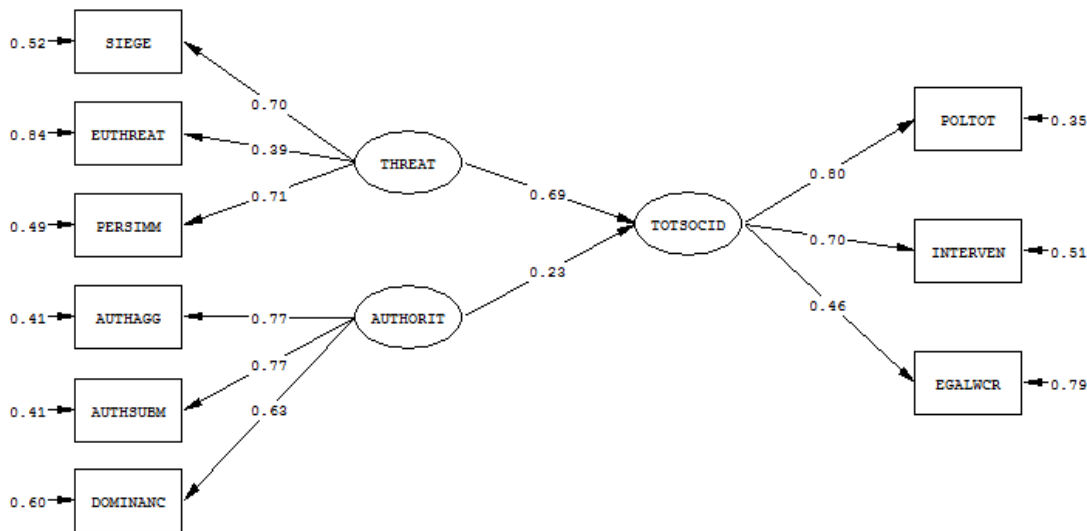 0.52 SIEGE
0.70
0.84 EUTHREAT
0.39
THREAT
0.71
0.49 PERSIMM
0.69
TOTSOCID
0.23
0.41 AUTHAGG
0.77
AUTHORIT
0.77
0.41 AUTHSUBM
0.63
0.60 DOMINANC
0.80
POLTOT 0.35
0.70
INTERVEN 0.51
0.46
EGALWCR 0.79